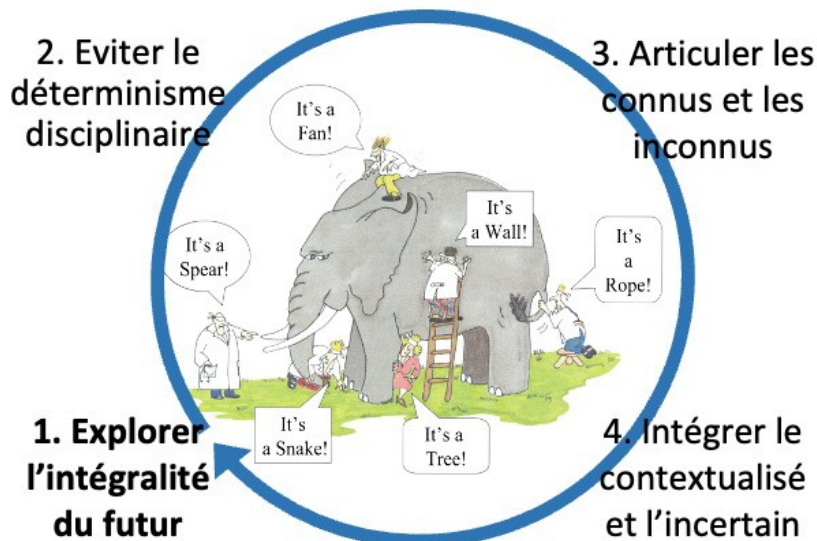 2. Eviter le
déterminisme
disciplinaire
3. Articuler les
connus et les
inconnus
It's a
Fan!
It's
a Wall!
It's a
Spear!
It's
a
Rope!
It's
a Snake!
It's a
Tree!
1. Explorer
l'intégralité
du futur
4. Intégrer le
contextualisé
et l'incertain